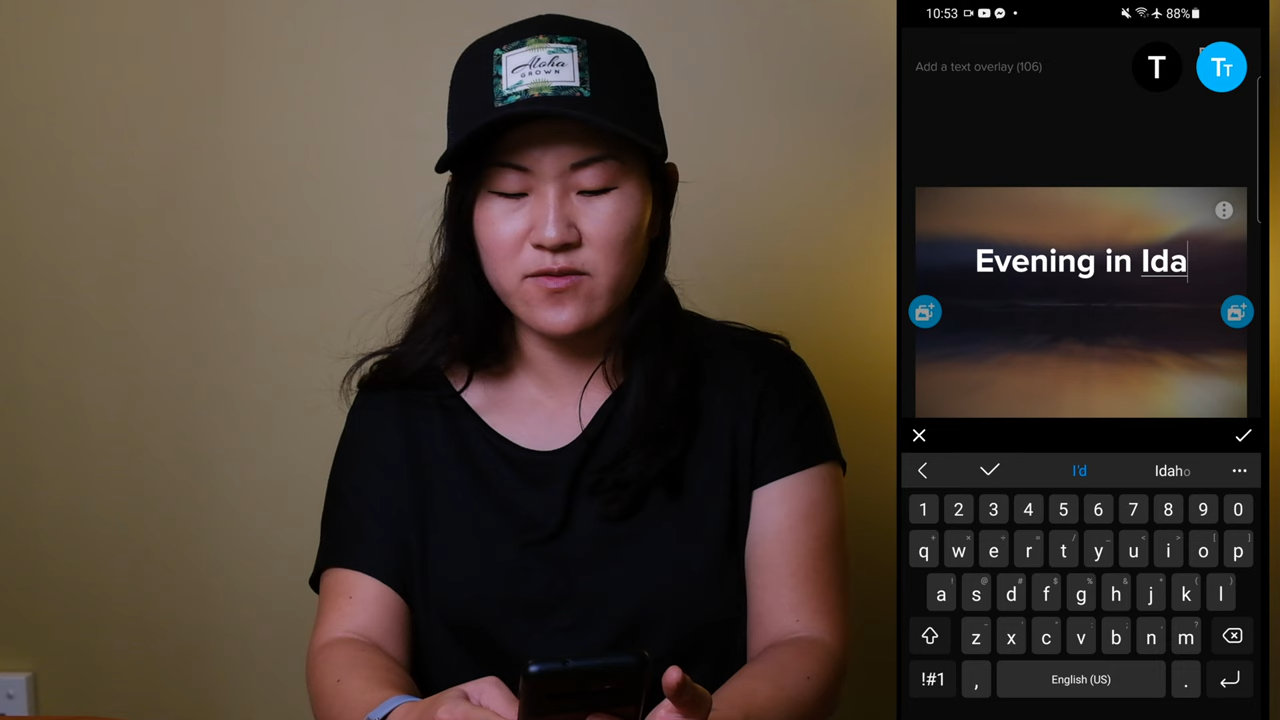 Aloha
GROWN
10:53
88%
Add a text overlay (106)
T
TT
Evening in Ida
I'd
Idaho
1 2 3 4 5 6 7 8 9 0
q w e r t y u i o p
a s d f g h j k l
z x c v b n m
!#1 , English (US) .